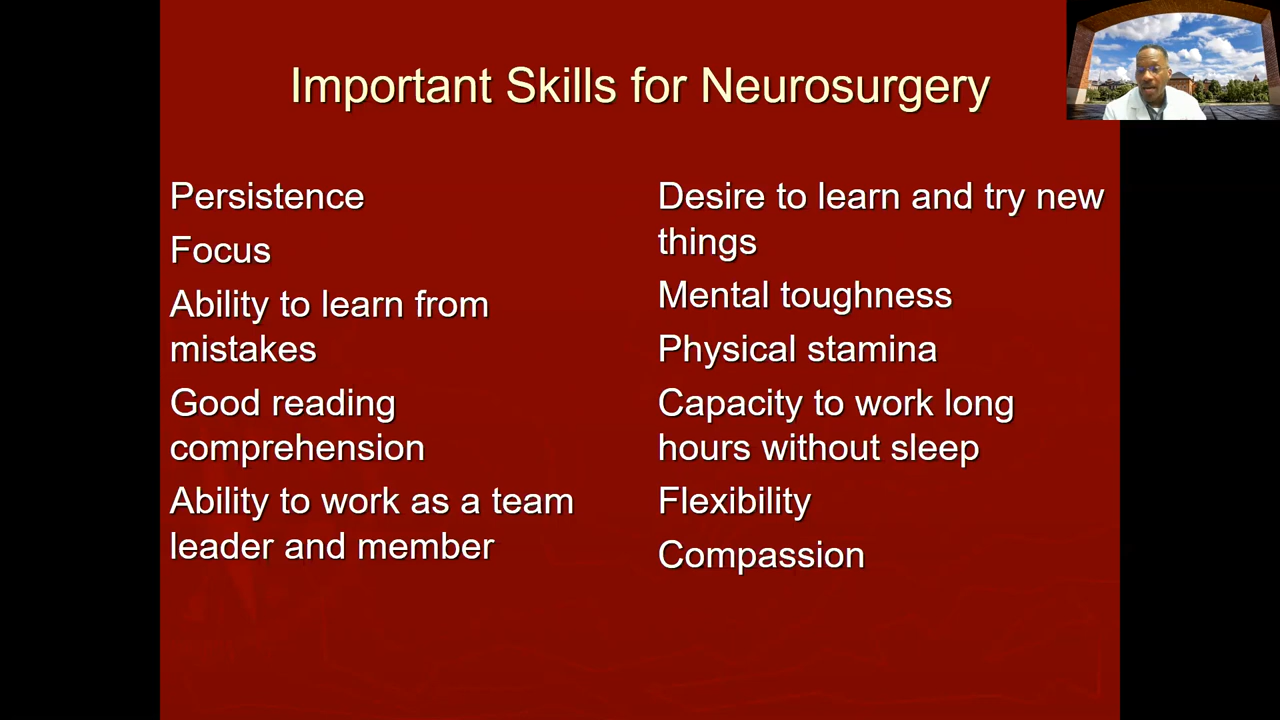 Important Skills for Neurosurgery
Persistence
Focus
Ability to learn from
mistakes
Good reading
comprehension
Ability to work as a team
leader and member
Desire to learn and try new
things
Mental toughness
Physical stamina
Capacity to work long
hours without sleep
Flexibility
Compassion